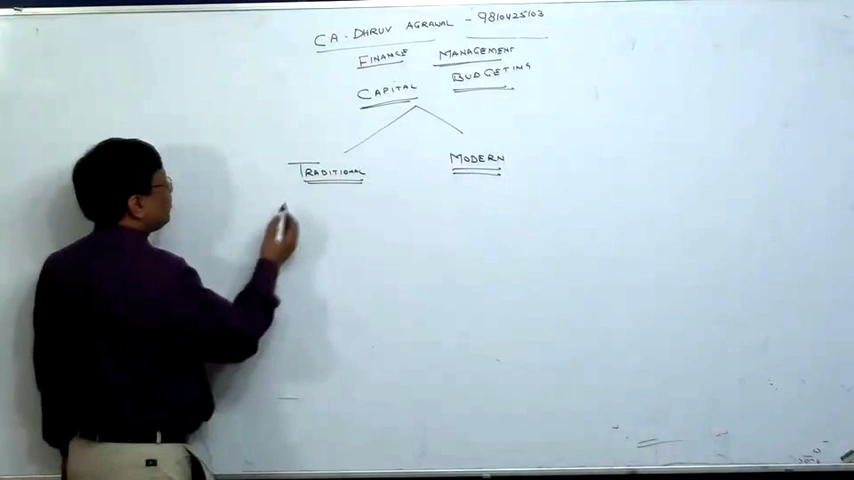 CA. DHRUV AGRAWAL - 9810425103
FINANCE MANAGEMENT
CAPITAL BUDGETING
TRADITIONAL MODERN